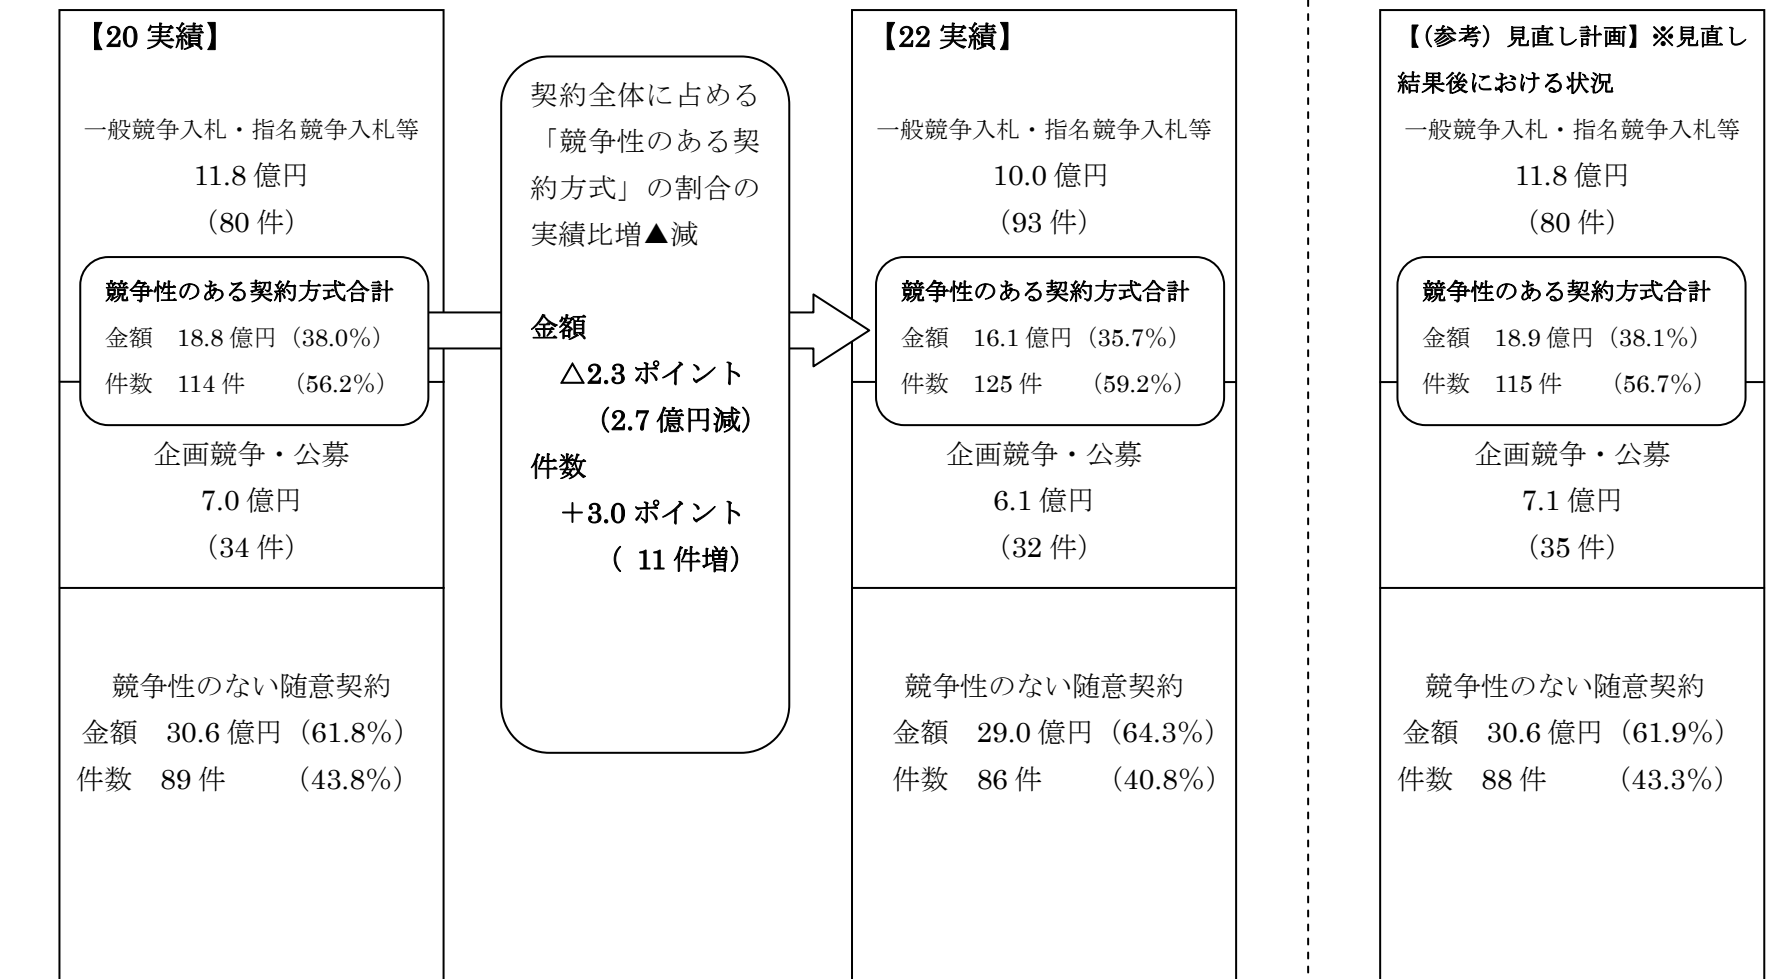 【20 実績】
一般競争入札・指名競争入札等
11.8 億円
（80 件）
競争性のある契約方式合計
金額　18.8 億円（38.0%）
件数　114 件　　（56.2%）
企画競争・公募
7.0 億円
（34 件）
競争性のない随意契約
金額　30.6 億円（61.8%）
件数　89 件　　（43.8%）
契約全体に占める
「競争性のある契
約方式」の割合の
実績比増▲減
金額
△2.3 ポイント
（2.7 億円減）
件数
＋3.0 ポイント
（ 11 件増）
【22 実績】
一般競争入札・指名競争入札等
10.0 億円
（93 件）
競争性のある契約方式合計
金額　16.1 億円（35.7%）
件数　125 件　　（59.2%）
企画競争・公募
6.1 億円
（32 件）
競争性のない随意契約
金額　29.0 億円（64.3%）
件数　86 件　　（40.8%）
【（参考）見直し計画】※見直し
結果後における状況
一般競争入札・指名競争入札等
11.8 億円
（80 件）
競争性のある契約方式合計
金額　18.9 億円（38.1%）
件数　115 件　　（56.7%）
企画競争・公募
7.1 億円
（35 件）
競争性のない随意契約
金額　30.6 億円（61.9%）
件数　88 件　　（43.3%）